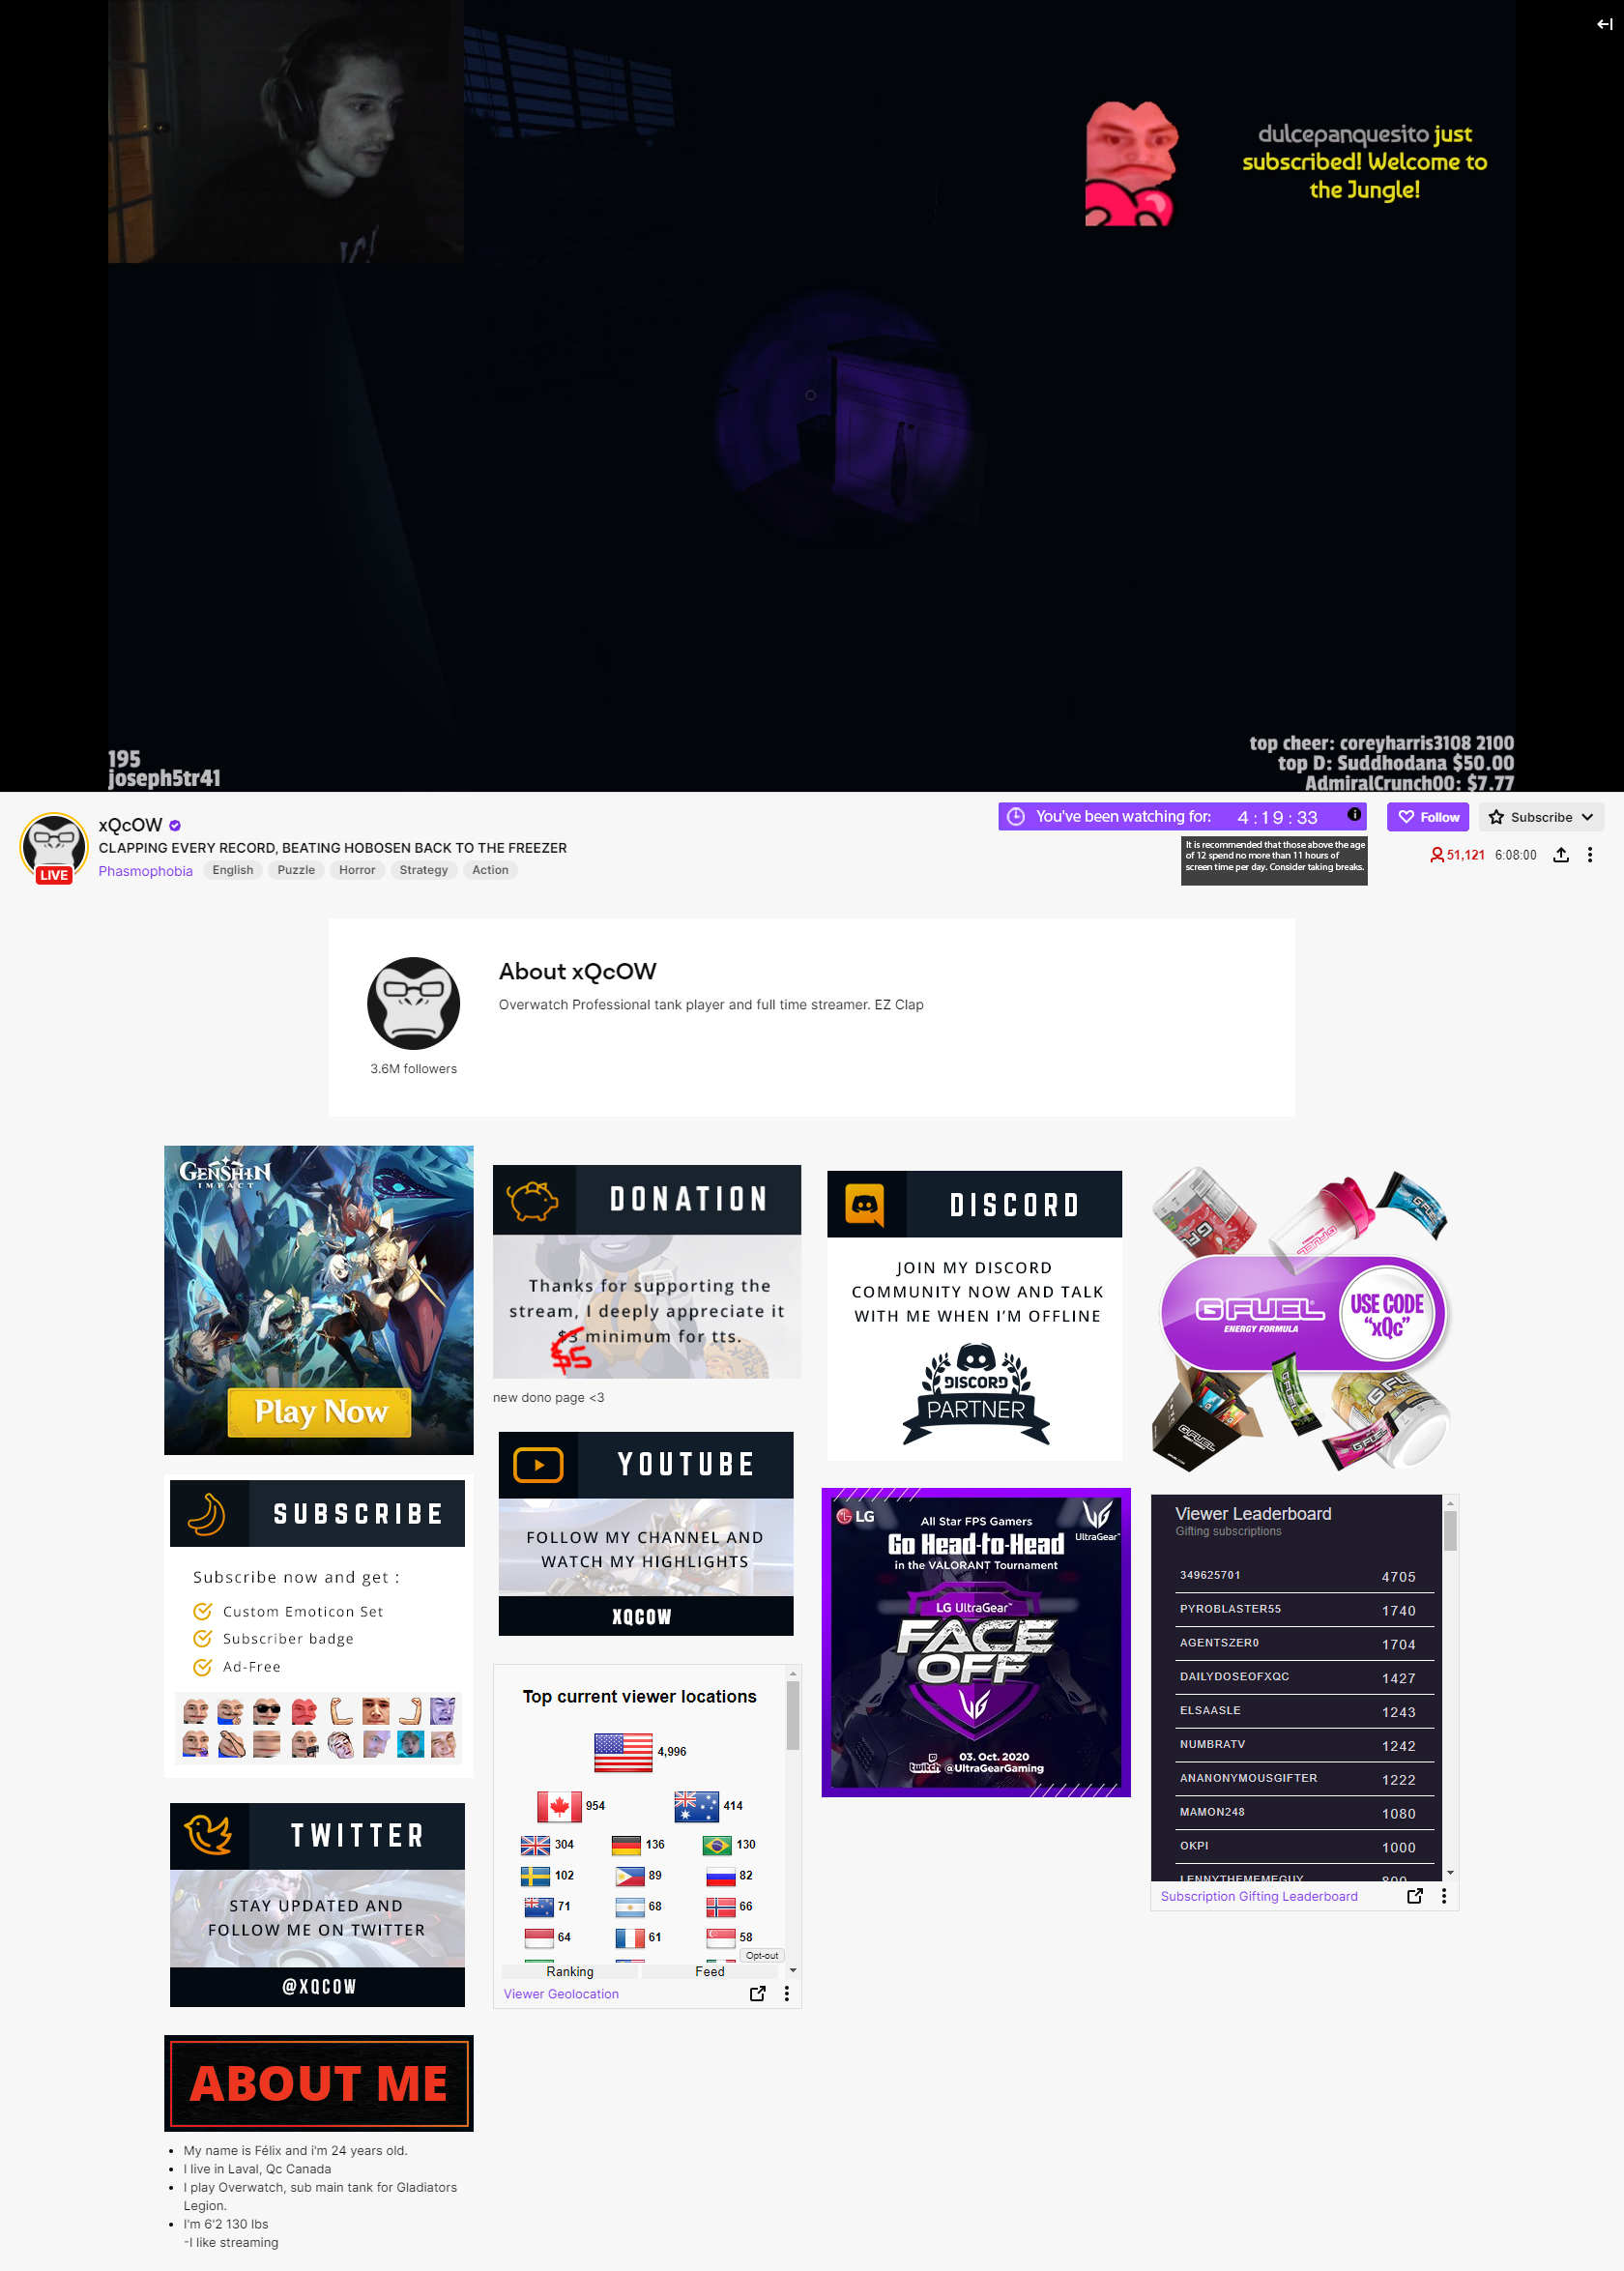 dulcepanquesito just
subscribed! Welcome to
the Jungle!
195
joseph5tr41
top cheer: coreyharris3108 2100
top D: Suddhodana $50.00
AdmiralCrunch00: $7.77
xQcOW
CLAPPING EVERY RECORD, BEATING HOBOSEN BACK TO THE FREEZER
LIVE
Phasmophobia English Puzzle Horror Strategy Action
You've been watching for: 4:19:33
It is recommended that those above the age
of 12 spend no more than 11 hours of
screen time per day. Consider taking breaks.
Follow
Subscribe
51,121 6:08:00
About xQcOW
Overwatch Professional tank player and full time streamer. EZ Clap
3.6M followers
GENSHIN
IMPACT
Play Now
SUBSCRIBE
Subscribe now and get :
Custom Emoticon Set
Subscriber badge
Ad-Free
TWITTER
STAY UPDATED AND
FOLLOW ME ON TWITTER
@XQCOW
ABOUT ME
My name is Félix and i'm 24 years old.
I live in Laval, Qc Canada
I play Overwatch, sub main tank for Gladiators
Legion.
I'm 6'2 130 lbs
-I like streaming
DONATION
Thanks for supporting the
stream, I deeply appreciate it
$3 minimum for tts.
$5
new dono page <3
YOUTUBE
FOLLOW MY CHANNEL AND
WATCH MY HIGHLIGHTS
XQCOW
Top current viewer locations
4,996
954 414
304 136 130
102 89 82
71 68 66
64 61 58
Opt-out
Ranking Feed
Viewer Geolocation
DISCORD
JOIN MY DISCORD
COMMUNITY NOW AND TALK
WITH ME WHEN I'M OFFLINE
DISCORD
PARTNER
LG
UltraGear™
All Star FPS Gamers
Go Head-to-Head
in the VALORANT Tournament
LG UltraGear™
FACE
OFF
03. Oct. 2020
twitch @UltraGearGaming
G FUEL
ENERGY FORMULA
USE CODE
"xQc"
Viewer Leaderboard
Gifting subscriptions
349625701 4705
PYROBLASTER55 1740
AGENTSZER0 1704
DAILYDOSEOFXQC 1427
ELSAASLE 1243
NUMBRATV 1242
ANANONYMOUSGIFTER 1222
MAMON248 1080
OKPI 1000
LENNYTHEMEMEGUY 800
Subscription Gifting Leaderboard